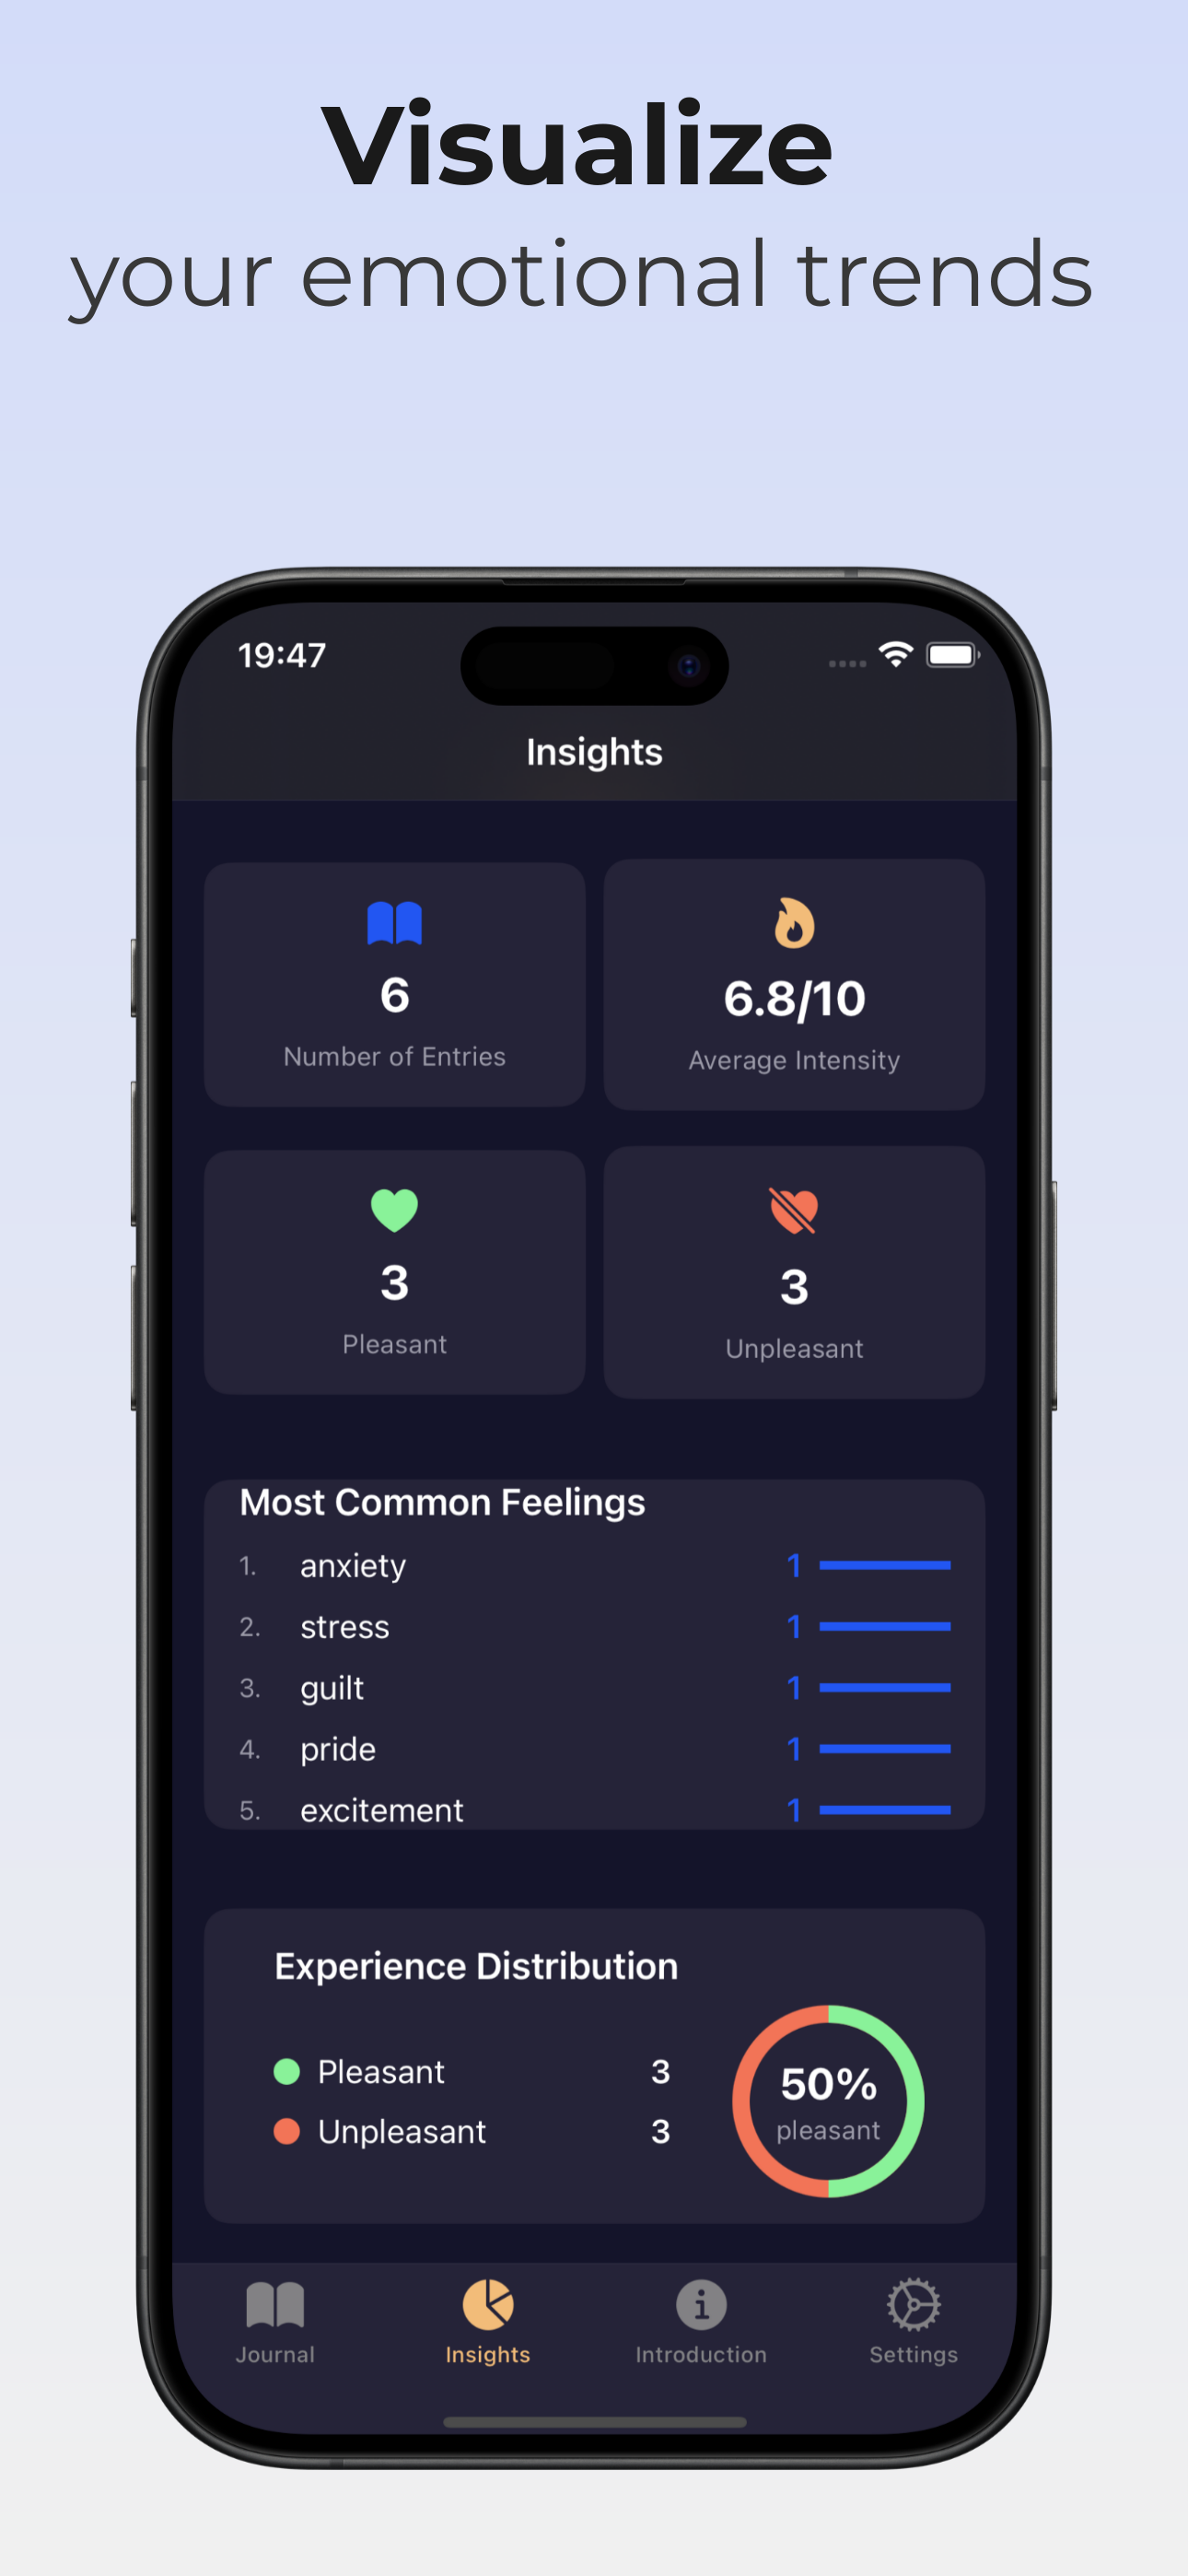 Visualize
your emotional trends
19:47
Insights
6
Number of Entries
6.8/10
Average Intensity
3
Pleasant
3
Unpleasant
Most Common Feelings
1. anxiety 1
2. stress 1
3. guilt 1
4. pride 1
5. excitement 1
Experience Distribution
Pleasant 3
Unpleasant 3
50%
pleasant
Journal Insights Introduction Settings